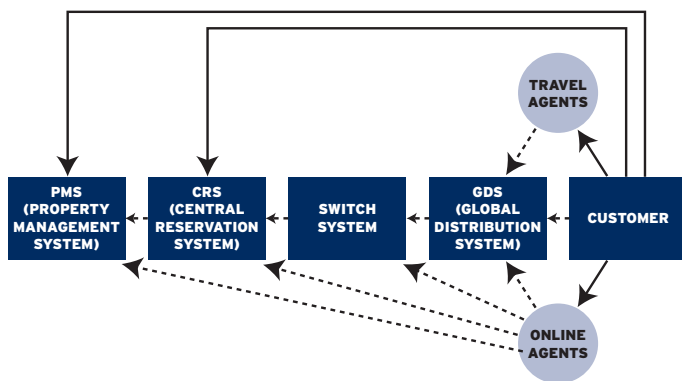 TRAVEL
AGENTS
PMS
(PROPERTY
MANAGEMENT
SYSTEM)
CRS
(CENTRAL
RESERVATION
SYSTEM)
SWITCH
SYSTEM
GDS
(GLOBAL
DISTRIBUTION
SYSTEM)
CUSTOMER
ONLINE
AGENTS